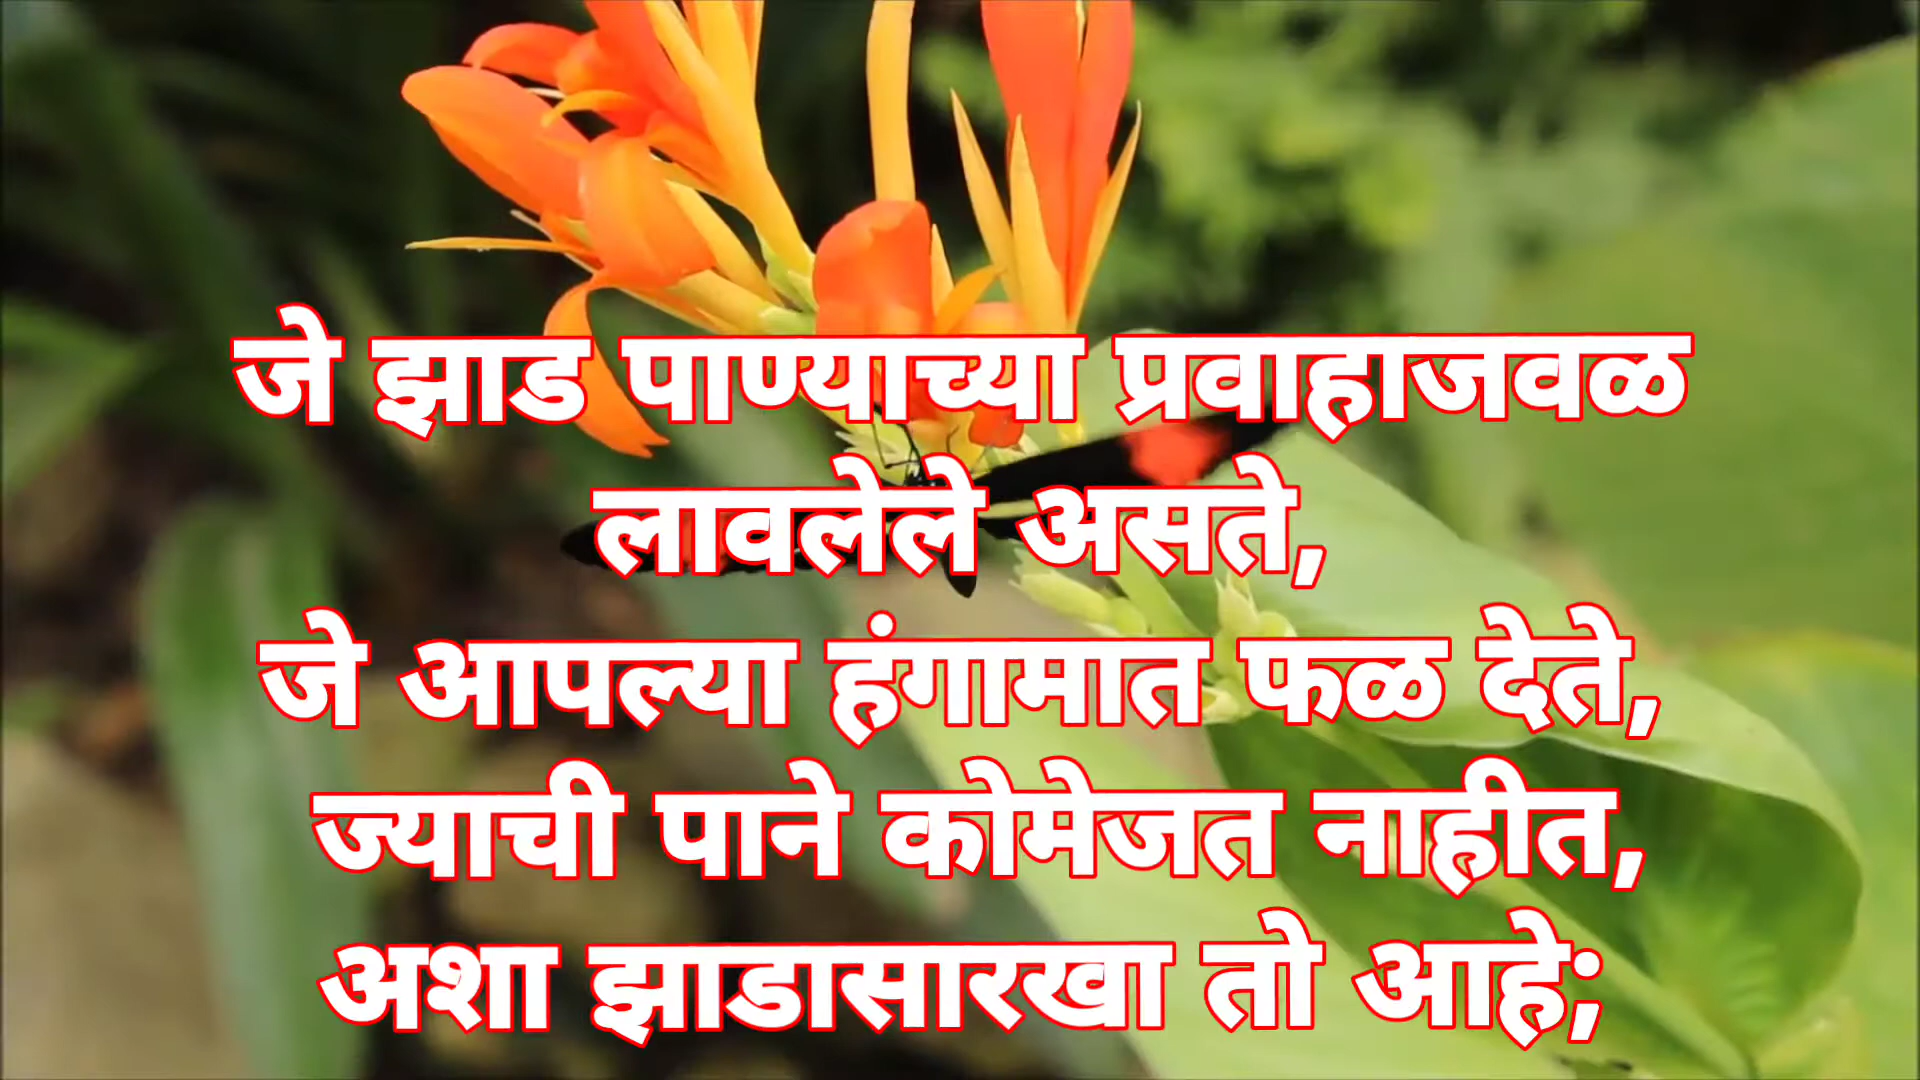 जे झाड पाण्याच्या प्रवाहाजवळ
लावलेले असते,
जे आपल्या हंगामात फळ देते,
ज्याची पाने कोमेजत नाहीत,
अशा झाडासारखा तो आहे;